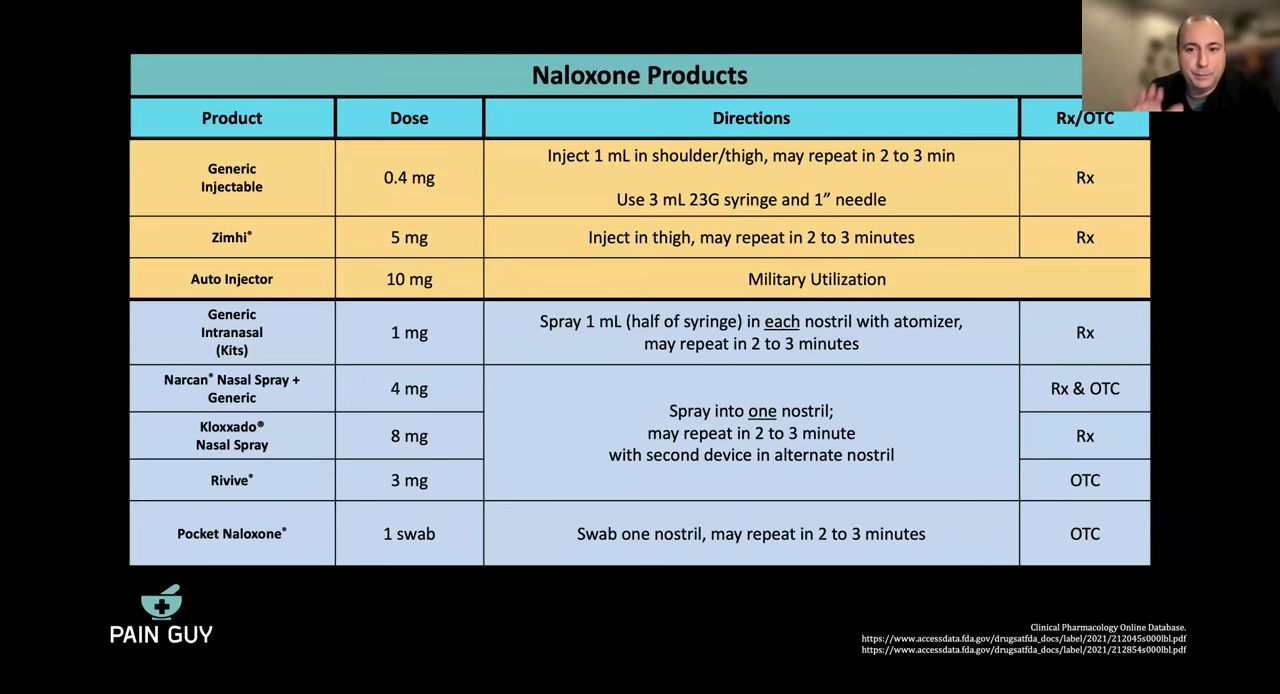 Naloxone Products
Product
Dose
Directions
Rx/OTC
Generic
Injectable
0.4 mg
Inject 1 mL in shoulder/thigh, may repeat in 2 to 3 min
Use 3 mL 23G syringe and 1” needle
Rx
Zimhi®
5 mg
Inject in thigh, may repeat in 2 to 3 minutes
Rx
Auto Injector
10 mg
Military Utilization
Generic
Intranasal
(Kits)
1 mg
Spray 1 mL (half of syringe) in each nostril with atomizer,
may repeat in 2 to 3 minutes
Rx
Narcan® Nasal Spray +
Generic
4 mg
Spray into one nostril;
may repeat in 2 to 3 minute
with second device in alternate nostril
Rx & OTC
Kloxxado®
Nasal Spray
8 mg
Rx
Rivive®
3 mg
OTC
Pocket Naloxone®
1 swab
Swab one nostril, may repeat in 2 to 3 minutes
OTC
PAIN GUY
Clinical Pharmacology Online Database.
https://www.accessdata.fda.gov/drugsatfda_docs/label/2021/212045s000lbl.pdf
https://www.accessdata.fda.gov/drugsatfda_docs/label/2021/212854s000lbl.pdf